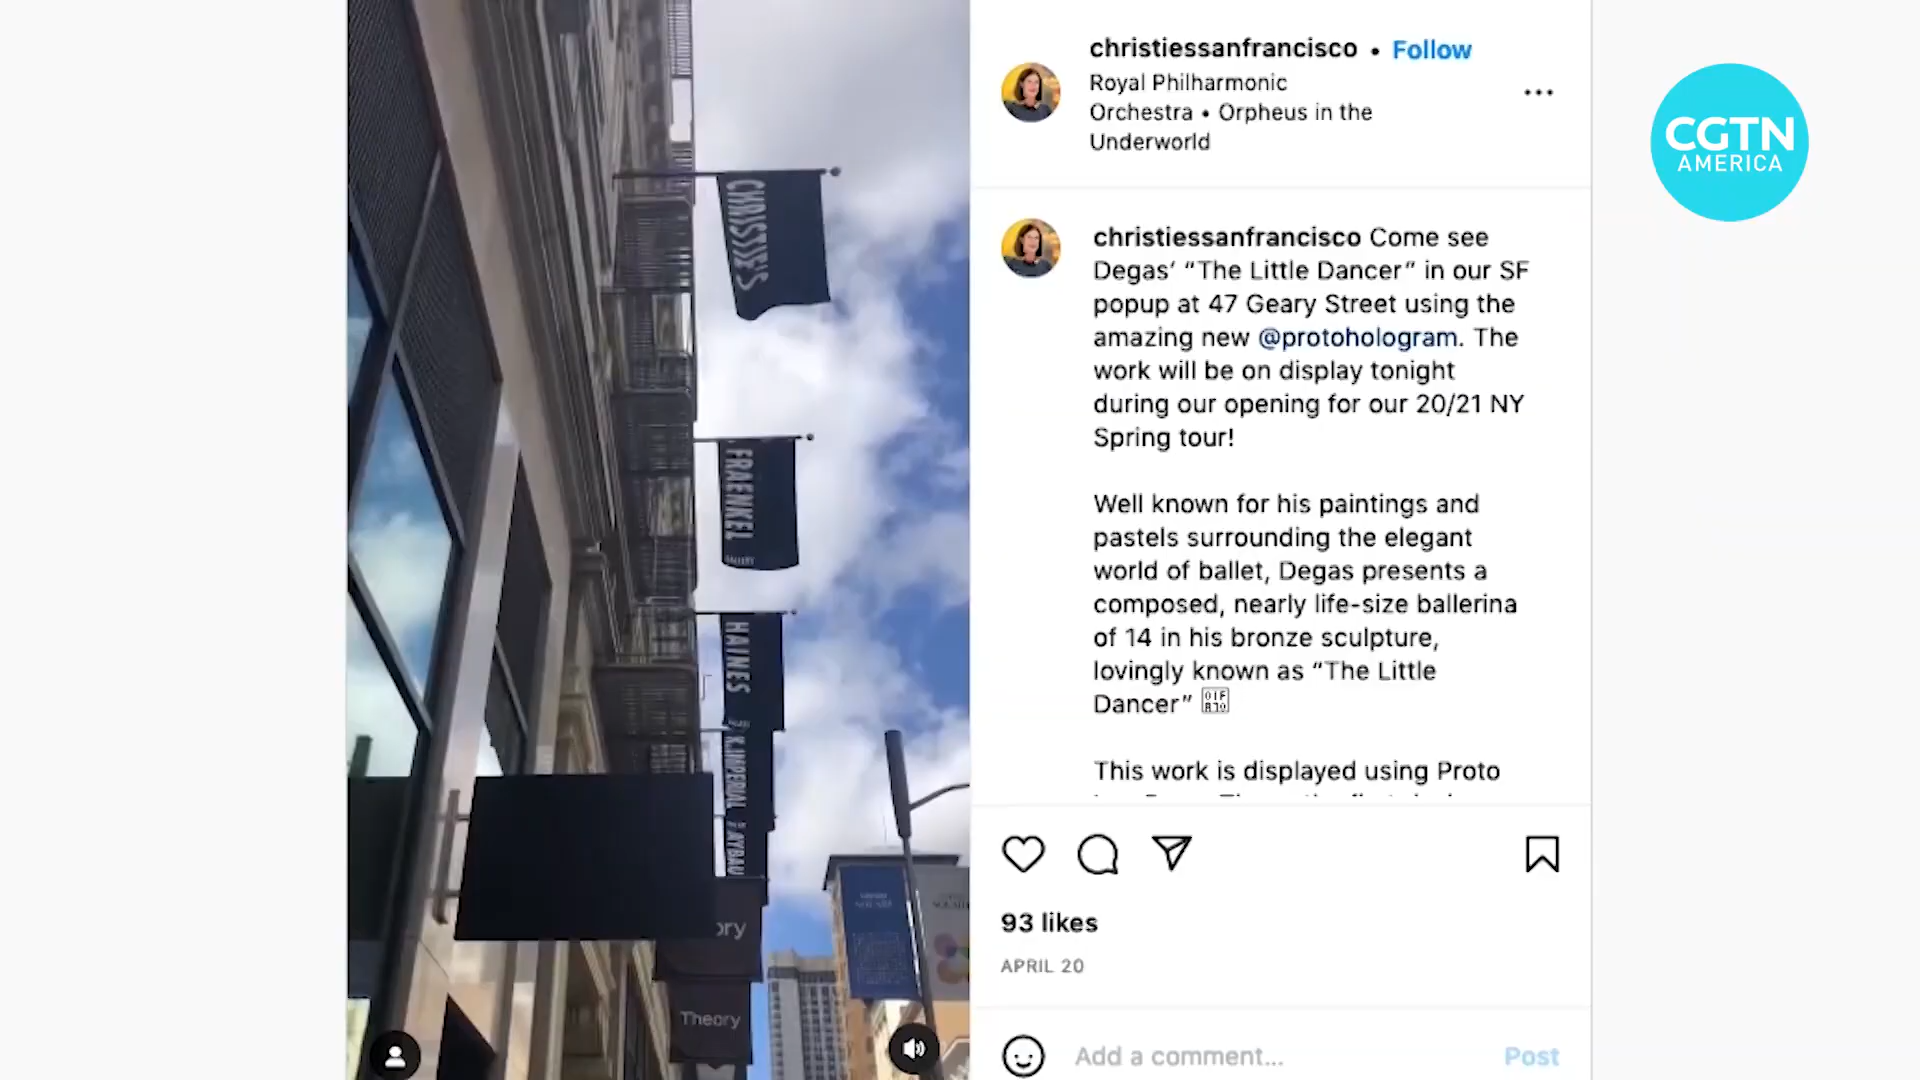 CHRISTIE'S
FRAENKEL
GALLERY
HAINES
K.IMPERIAL
ory
Theory
christiessanfrancisco • Follow
Royal Philharmonic
Orchestra • Orpheus in the
Underworld
christiessanfrancisco Come see
Degas‘ “The Little Dancer” in our SF
popup at 47 Geary Street using the
amazing new @protohologram. The
work will be on display tonight
during our opening for our 20/21 NY
Spring tour!
Well known for his paintings and
pastels surrounding the elegant
world of ballet, Degas presents a
composed, nearly life-size ballerina
of 14 in his bronze sculpture,
lovingly known as “The Little
Dancer”
This work is displayed using Proto
93 likes
APRIL 20
Add a comment...
Post
CGTN
AMERICA